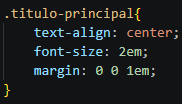 .titulo-principal{
    text-align: center;
    font-size: 2em;
    margin: 0 0 1em;
}